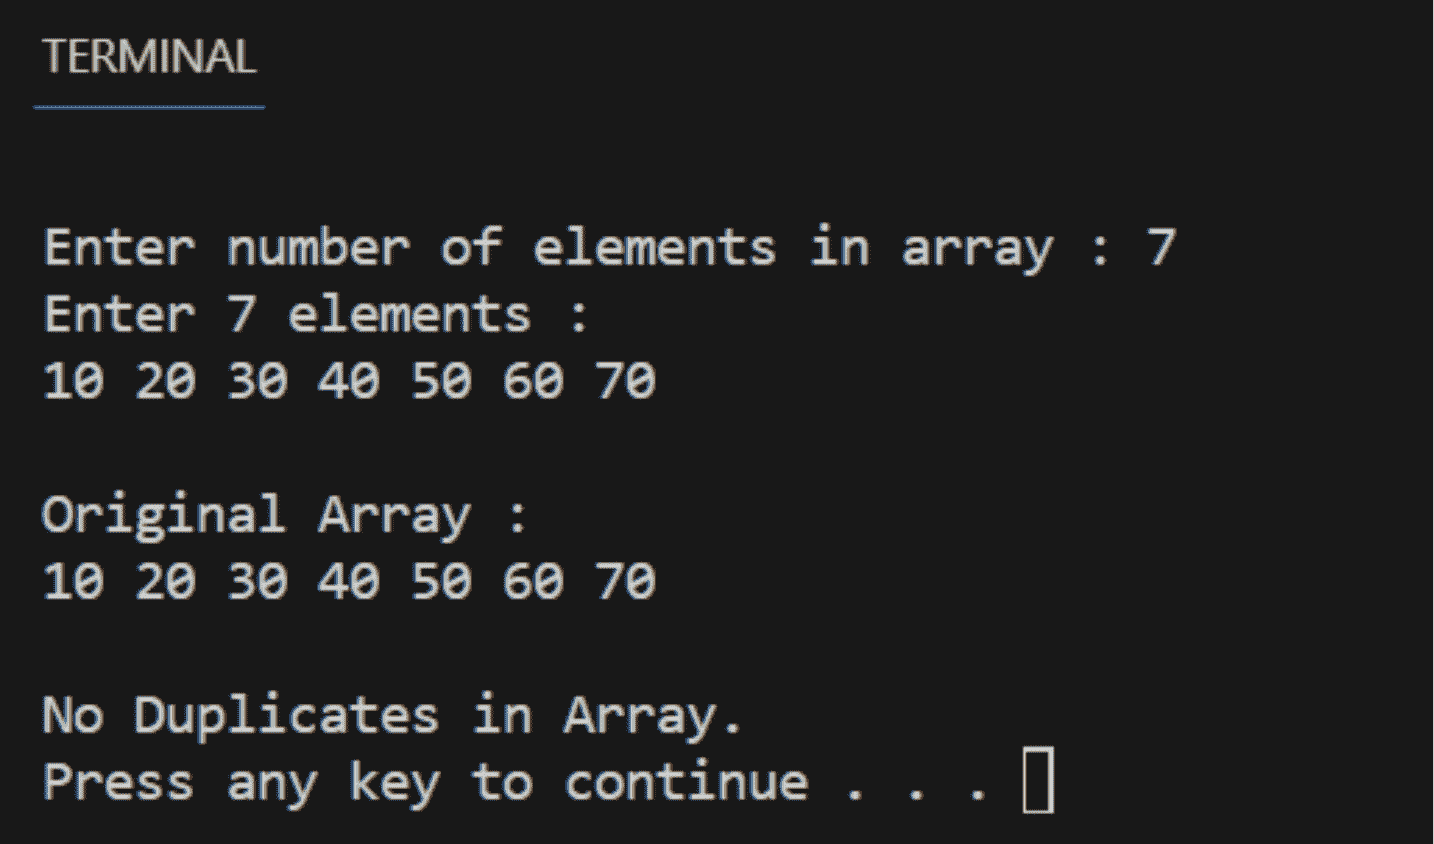 TERMINAL
Enter number of elements in array : 7
Enter 7 elements :
10 20 30 40 50 60 70
Original Array :
10 20 30 40 50 60 70
No Duplicates in Array.
Press any key to continue . . .